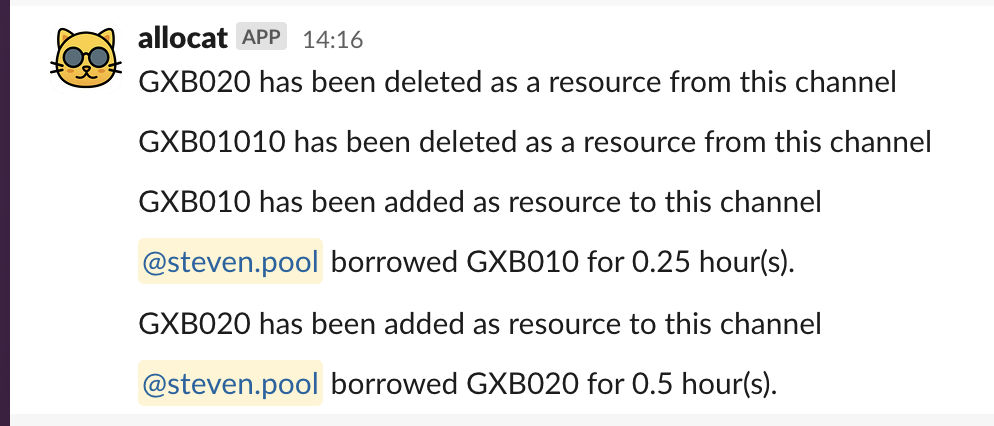 allocat APP 14:16
GXB020 has been deleted as a resource from this channel
GXB01010 has been deleted as a resource from this channel
GXB010 has been added as resource to this channel
@steven.pool borrowed GXB010 for 0.25 hour(s).
GXB020 has been added as resource to this channel
@steven.pool borrowed GXB020 for 0.5 hour(s).